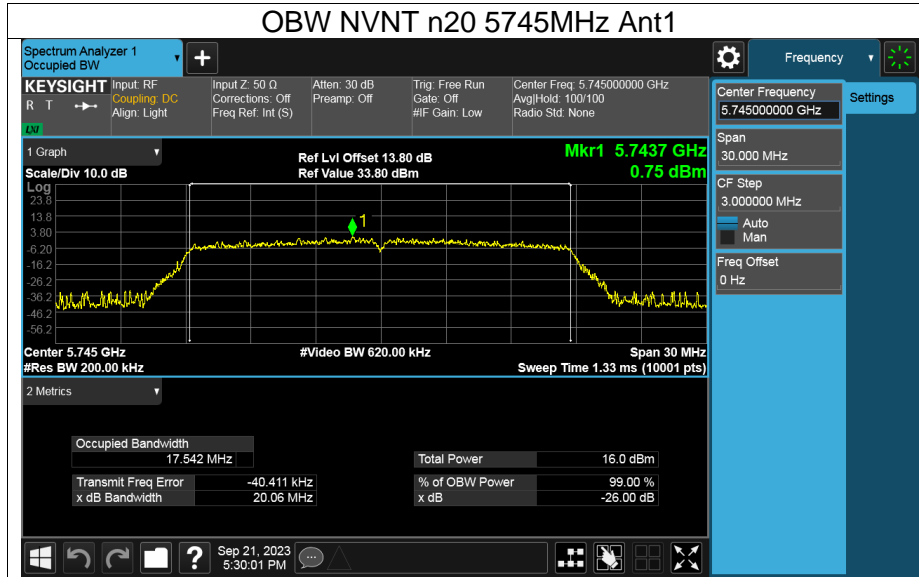 OBW NVNT n20 5745MHz Ant1
Spectrum Analyzer 1
Occupied BW
+
Frequency
KEYSIGHT
R T
LXI
Input: RF
Coupling: DC
Align: Light
Input Z: 50 Ω
Corrections: Off
Freq Ref: Int (S)
Atten: 30 dB
Preamp: Off
Trig: Free Run
Gate: Off
#IF Gain: Low
Center Freq: 5.745000000 GHz
Avg|Hold: 100/100
Radio Std: None
Center Frequency
5.745000000 GHz
Settings
Span
30.000 MHz
CF Step
3.000000 MHz
Auto
Man
Freq Offset
0 Hz
1 Graph
Scale/Div 10.0 dB
Ref Lvl Offset 13.80 dB
Ref Value 33.80 dBm
Mkr1 5.7437 GHz
0.75 dBm
Log
23.8
13.8
3.80
-6.20
-16.2
-26.2
-36.2
-46.2
-56.2
1
Center 5.745 GHz
#Video BW 620.00 kHz
Span 30 MHz
#Res BW 200.00 kHz
Sweep Time 1.33 ms (10001 pts)
2 Metrics
Occupied Bandwidth
17.542 MHz
Total Power 16.0 dBm
Transmit Freq Error -40.411 kHz
% of OBW Power 99.00 %
x dB Bandwidth 20.06 MHz
x dB -26.00 dB
?
Sep 21, 2023
5:30:01 PM